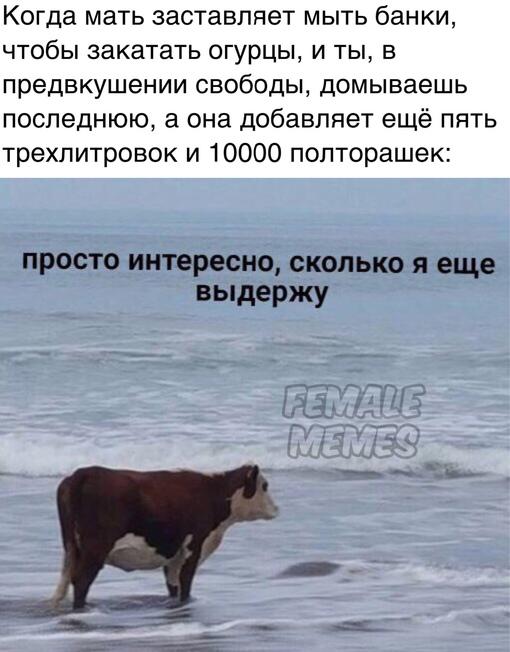 Когда мать заставляет мыть банки,
чтобы закатать огурцы, и ты, в
предвкушении свободы, домываешь
последнюю, а она добавляет ещё пять
трехлитровок и 10000 полторашек:
просто интересно, сколько я еще
выдержу
FEMALE
MEMES